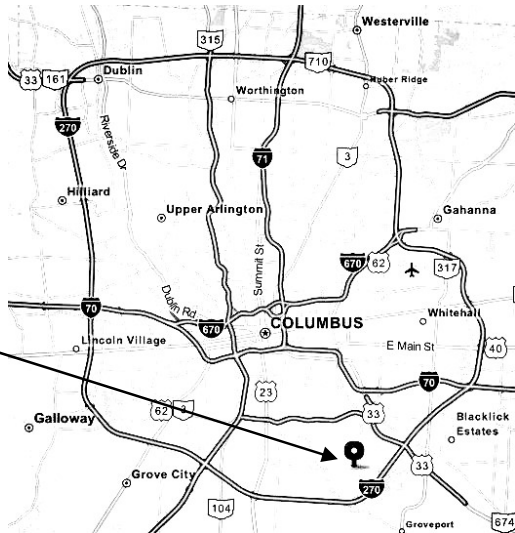 Westerville
315
33
161
Dublin
710
Huber Ridge
Worthington
270
Riverside Dr
71
3
Hilliard
Upper Arlington
Summit St
Gahanna
670
62
317
70
Dublin Rd
670
COLUMBUS
Whitehall
Lincoln Village
E Main St
40
70
23
62
3
33
Galloway
Blacklick
Estates
33
Grove City
270
104
Groveport
674